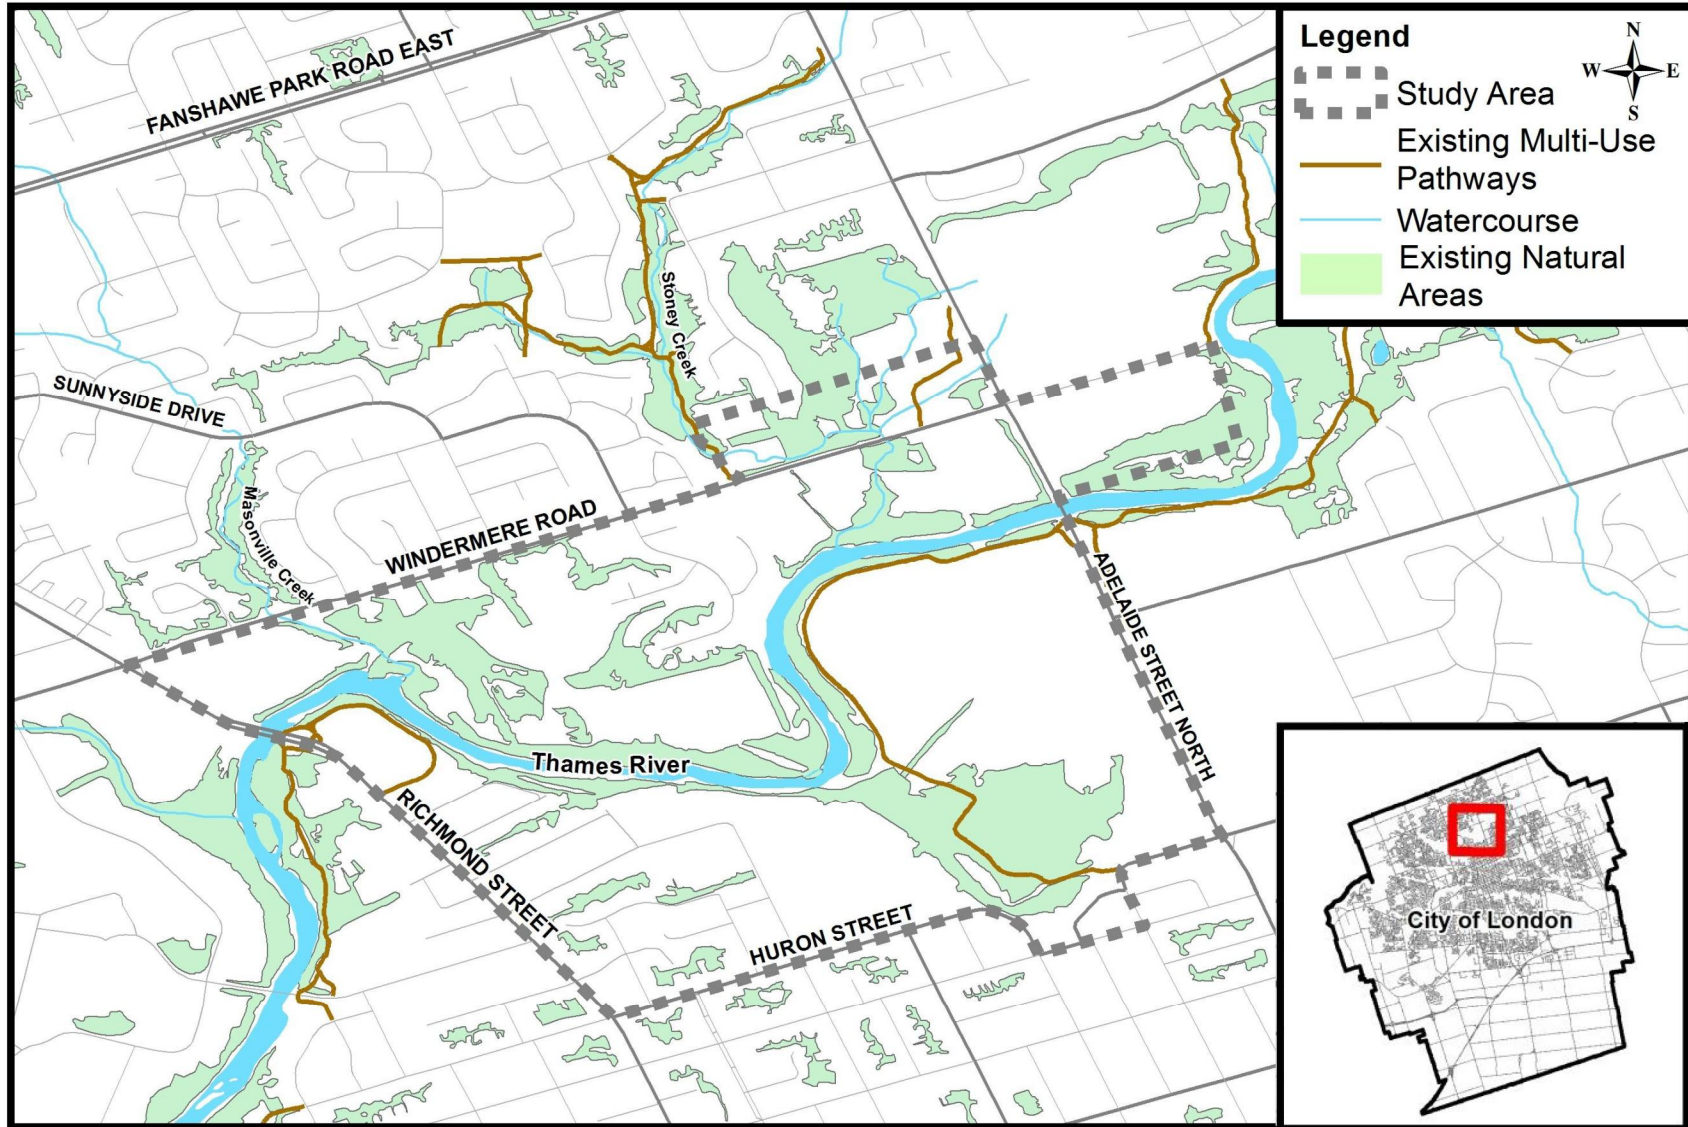 FANSHAWE PARK ROAD EAST
Legend
N
W E
S
Study Area
Existing Multi-Use
Pathways
Watercourse
Existing Natural
Areas
Stoney Creek
SUNNYSIDE DRIVE
Masonville Creek
WINDERMERE ROAD
ADELAIDE STREET NORTH
Thames River
RICHMOND STREET
HURON STREET
City of London